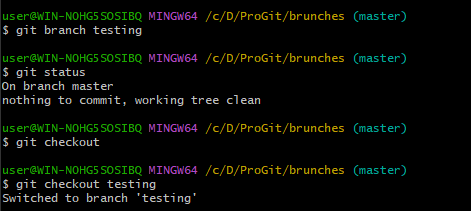 user@WIN-NOHG5SOSIBQ MINGW64 /c/D/ProGit/brunches (master)
$ git branch testing
user@WIN-NOHG5SOSIBQ MINGW64 /c/D/ProGit/brunches (master)
$ git status
On branch master
nothing to commit, working tree clean
user@WIN-NOHG5SOSIBQ MINGW64 /c/D/ProGit/brunches (master)
$ git checkout
user@WIN-NOHG5SOSIBQ MINGW64 /c/D/ProGit/brunches (master)
$ git checkout testing
Switched to branch 'testing'